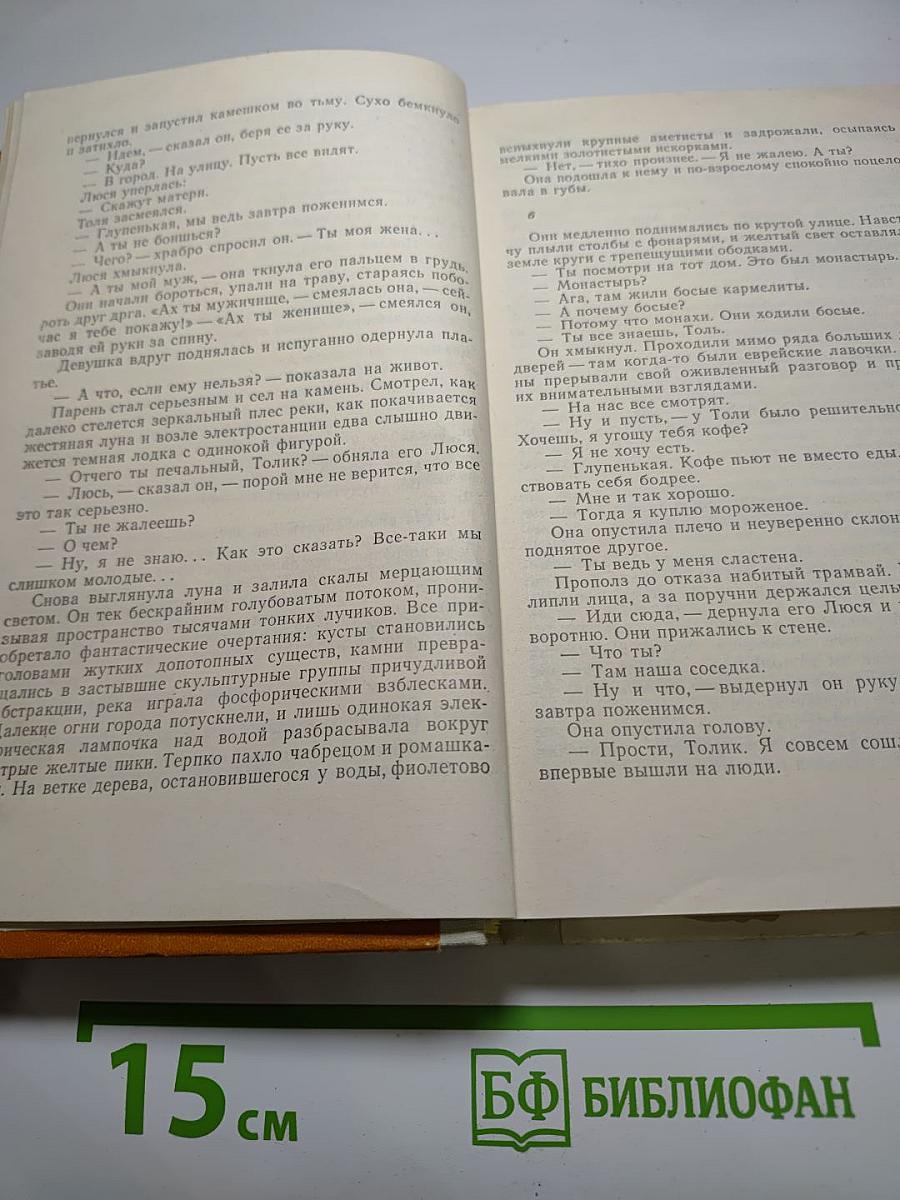 вернулся и запустил камешком во тьму. Сухо бемкнуло
и затихло.
— Идем, — сказал он, беря ее за руку.
— Куда?
— В город. На улицу. Пусть все видят.
Люся уперлась:
— Скажут матери.
Толя засмеялся.
— Глупенькая, мы ведь завтра поженимся.
— А ты не боишься?
— Чего? — храбро спросил он. — Ты моя жена...
Люся хмыкнула.
— А ты мой муж, — она ткнула его пальцем в грудь.
Они начали бороться, упали на траву, стараясь побо-
роть друг дрга. «Ах ты мужичище, — смеялась она, — сей-
час я тебе покажу!» — «Ах ты женище», — смеялся он,
заводя ей руки за спину.
Девушка вдруг поднялась и испуганно одернула пла-
тье.
— А что, если ему нельзя? — показала на живот.
Парень стал серьезным и сел на камень. Смотрел, как
далеко стелется зеркальный плес реки, как покачивается
жестяная луна и возле электростанции едва слышно дви-
жется темная лодка с одинокой фигурой.
— Отчего ты печальный, Толик? — обняла его Люся.
— Люсь, — сказал он, — порой мне не верится, что все
это так серьезно.
— Ты не жалеешь?
— О чем?
— Ну, я не знаю... Как это сказать? Все-таки мы
слишком молодые...
Снова выглянула луна и залила скалы мерцающим
светом. Он тек бескрайним голубоватым потоком, прони-
зывая пространство тысячами тонких лучиков. Все при-
обретало фантастические очертания: кусты становились
головами жутких допотопных существ, камни превра-
щались в застывшие скульптурные группы причудливой
абстракции, река играла фосфорическими взблесками.
Далекие огни города потускнели, и лишь одинокая элек-
рическая лампочка над водой разбрасывала вокруг
трые желтые пики. Терпко пахло чабрецом и ромашка-
. На ветке дерева, остановившегося у воды, фиолетово
вспыхнули крупные аметисты и задрожали, осыпаясь
мелкими золотистыми искорками.
— Нет, — тихо произнес. — Я не жалею. А ты?
Она подошла к нему и по-взрослому спокойно поцело
вала в губы.
6
Они медленно поднимались по крутой улице. Навст
чу плыли столбы с фонарями, и желтый свет оставлял
земле круги с трепещущими ободками.
— Ты посмотри на тот дом. Это был монастырь.
— Монастырь?
— Ага, там жили босые кармелиты.
— А почему босые?
— Потому что монахи. Они ходили босые.
— Ты все знаешь, Толь.
Он хмыкнул. Проходили мимо ряда больших
дверей — там когда-то были еврейские лавочки.
ны прерывали свой оживленный разговор и пр
их внимательными взглядами.
— На нас все смотрят.
— Ну и пусть, — у Толи было решительно
Хочешь, я угощу тебя кофе?
— Я не хочу есть.
— Глупенькая. Кофе пьют не вместо еды.
ствовать себя бодрее.
— Мне и так хорошо.
— Тогда я куплю мороженое.
Она опустила плечо и неуверенно склон
поднятое другое.
— Ты ведь у меня сластена.
Прополз до отказа набитый трамвай.
липли лица, а за поручни держался целы
— Иди сюда, — дернула его Люся и
воротню. Они прижались к стене.
— Что ты?
— Там наша соседка.
— Ну и что, — выдернул он руку
завтра поженимся.
Она опустила голову.
— Прости, Толик. Я совсем сошл
впервые вышли на люди.
15 см
БФ БИБЛИОФАН